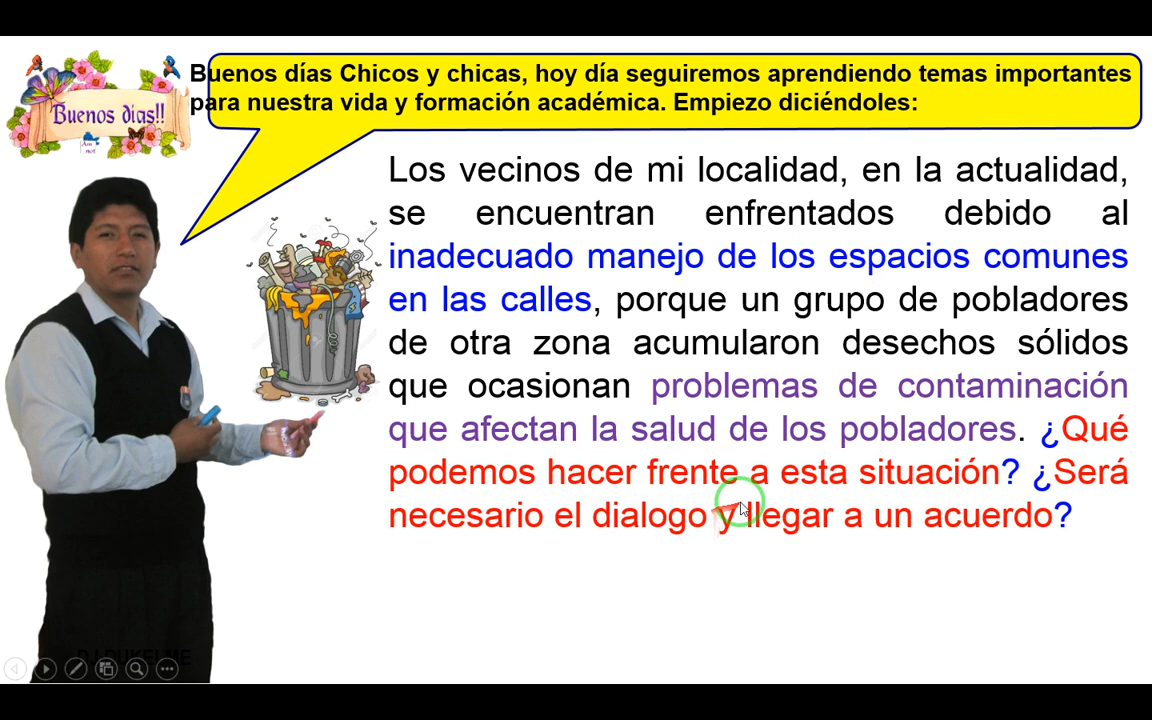 Buenos días Chicos y chicas, hoy día seguiremos aprendiendo temas importantes
para nuestra vida y formación académica. Empiezo diciéndoles:
Buenos dias!!
Los vecinos de mi localidad, en la actualidad,
se encuentran enfrentados debido al
inadecuado manejo de los espacios comunes
en las calles, porque un grupo de pobladores
de otra zona acumularon desechos sólidos
que ocasionan problemas de contaminación
que afectan la salud de los pobladores. ¿Qué
podemos hacer frente a esta situación? ¿Será
necesario el dialogo y llegar a un acuerdo?